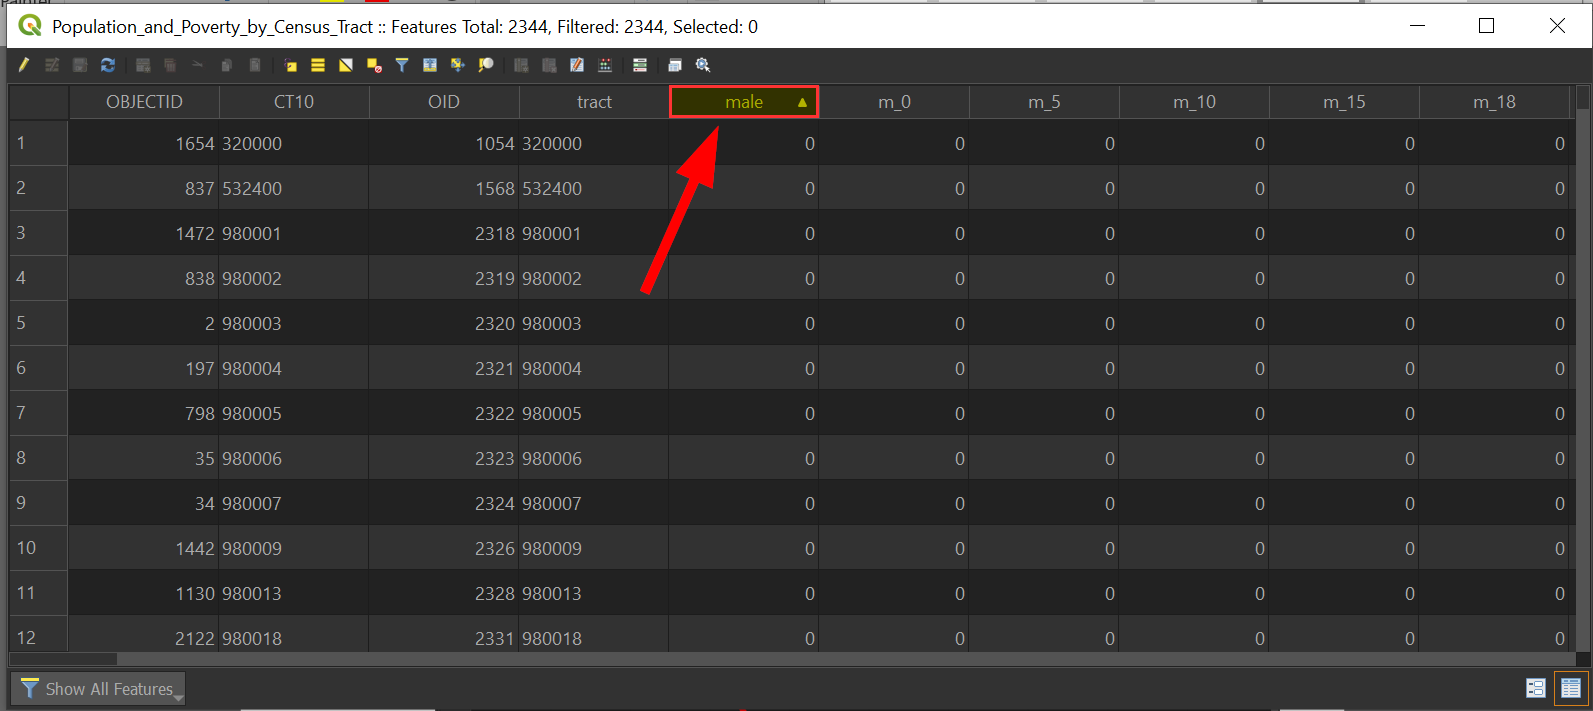 Population_and_Poverty_by_Census_Tract :: Features Total: 2344, Filtered: 2344, Selected: 0
OBJECTID CT10 OID tract male m_0 m_5 m_10 m_15 m_18
1 1654 320000 1054 320000 0 0 0 0 0 0
2 837 532400 1568 532400 0 0 0 0 0 0
3 1472 980001 2318 980001 0 0 0 0 0 0
4 838 980002 2319 980002 0 0 0 0 0 0
5 2 980003 2320 980003 0 0 0 0 0 0
6 197 980004 2321 980004 0 0 0 0 0 0
7 798 980005 2322 980005 0 0 0 0 0 0
8 35 980006 2323 980006 0 0 0 0 0 0
9 34 980007 2324 980007 0 0 0 0 0 0
10 1442 980009 2326 980009 0 0 0 0 0 0
11 1130 980013 2328 980013 0 0 0 0 0 0
12 2122 980018 2331 980018 0 0 0 0 0 0
Show All Features